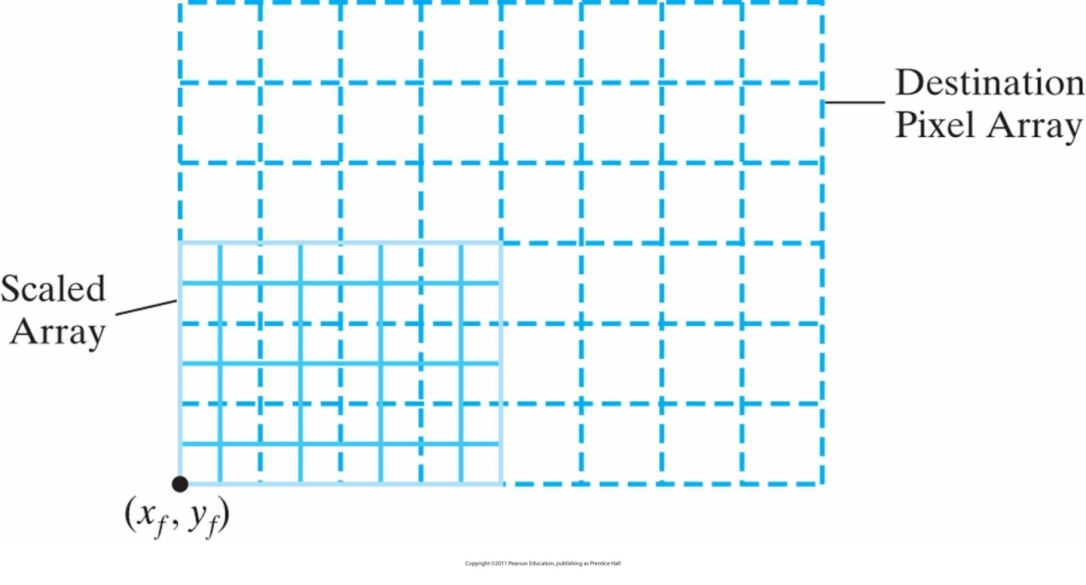 Destination
Pixel Array
Scaled
Array
(x_f, y_f)
Copyright ©2011 Pearson Education, publishing as Prentice Hall